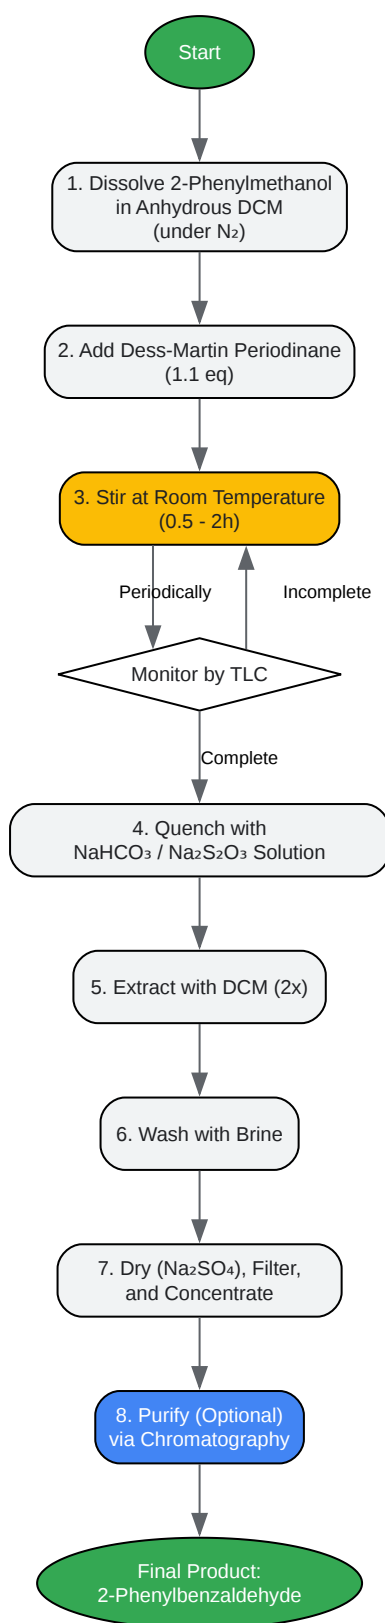 Start
1. Dissolve 2-Phenylmethanol
in Anhydrous DCM
(under N₂)
2. Add Dess-Martin Periodinane
(1.1 eq)
3. Stir at Room Temperature
(0.5 - 2h)
Periodically
Incomplete
Monitor by TLC
Complete
4. Quench with
NaHCO₃ / Na₂S₂O₃ Solution
5. Extract with DCM (2x)
6. Wash with Brine
7. Dry (Na₂SO₄), Filter,
and Concentrate
8. Purify (Optional)
via Chromatography
Final Product:
2-Phenylbenzaldehyde